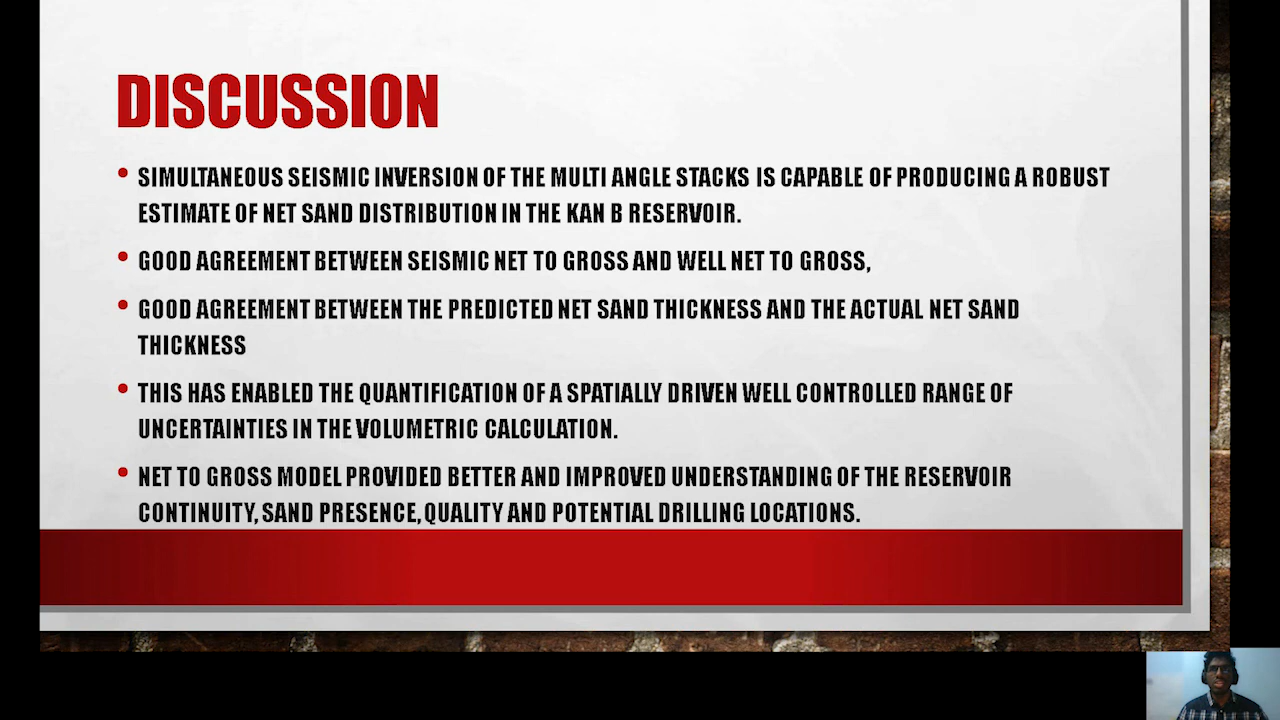 DISCUSSION
• SIMULTANEOUS SEISMIC INVERSION OF THE MULTI ANGLE STACKS IS CAPABLE OF PRODUCING A ROBUST
ESTIMATE OF NET SAND DISTRIBUTION IN THE KAN B RESERVOIR.
• GOOD AGREEMENT BETWEEN SEISMIC NET TO GROSS AND WELL NET TO GROSS,
• GOOD AGREEMENT BETWEEN THE PREDICTED NET SAND THICKNESS AND THE ACTUAL NET SAND
THICKNESS
• THIS HAS ENABLED THE QUANTIFICATION OF A SPATIALLY DRIVEN WELL CONTROLLED RANGE OF
UNCERTAINTIES IN THE VOLUMETRIC CALCULATION.
• NET TO GROSS MODEL PROVIDED BETTER AND IMPROVED UNDERSTANDING OF THE RESERVOIR
CONTINUITY, SAND PRESENCE, QUALITY AND POTENTIAL DRILLING LOCATIONS.